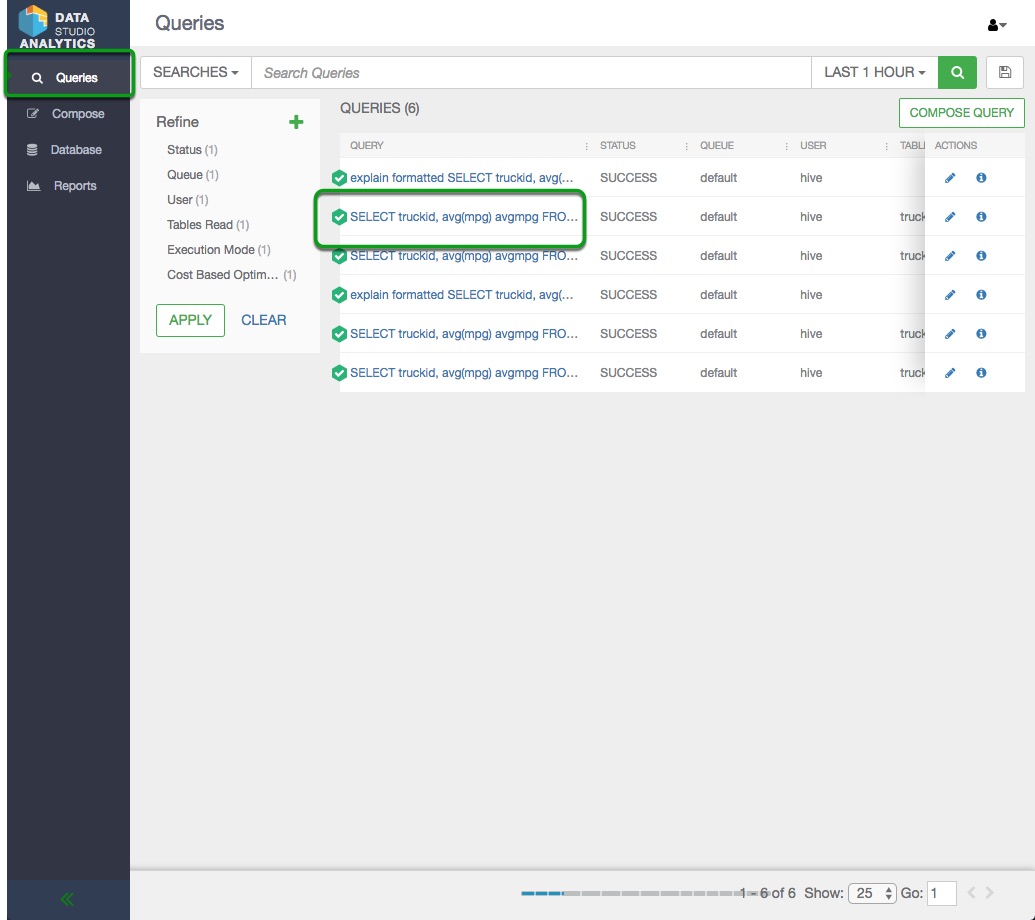 DATA
STUDIO
ANALYTICS
Queries
Queries
Compose
Database
Reports
SEARCHES
Search Queries
LAST 1 HOUR
Refine
Status (1)
Queue (1)
User (1)
Tables Read (1)
Execution Mode (1)
Cost Based Optim... (1)
APPLY CLEAR
QUERIES (6)
COMPOSE QUERY
QUERY STATUS QUEUE USER TABL ACTIONS
explain formatted SELECT truckid, avg(... SUCCESS default hive
SELECT truckid, avg(mpg) avgmpg FRO... SUCCESS default hive truck
SELECT truckid, avg(mpg) avgmpg FRO... SUCCESS default hive truck
explain formatted SELECT truckid, avg(... SUCCESS default hive
SELECT truckid, avg(mpg) avgmpg FRO... SUCCESS default hive truck
SELECT truckid, avg(mpg) avgmpg FRO... SUCCESS default hive truck
1 - 6 of 6 Show: 25 Go: 1